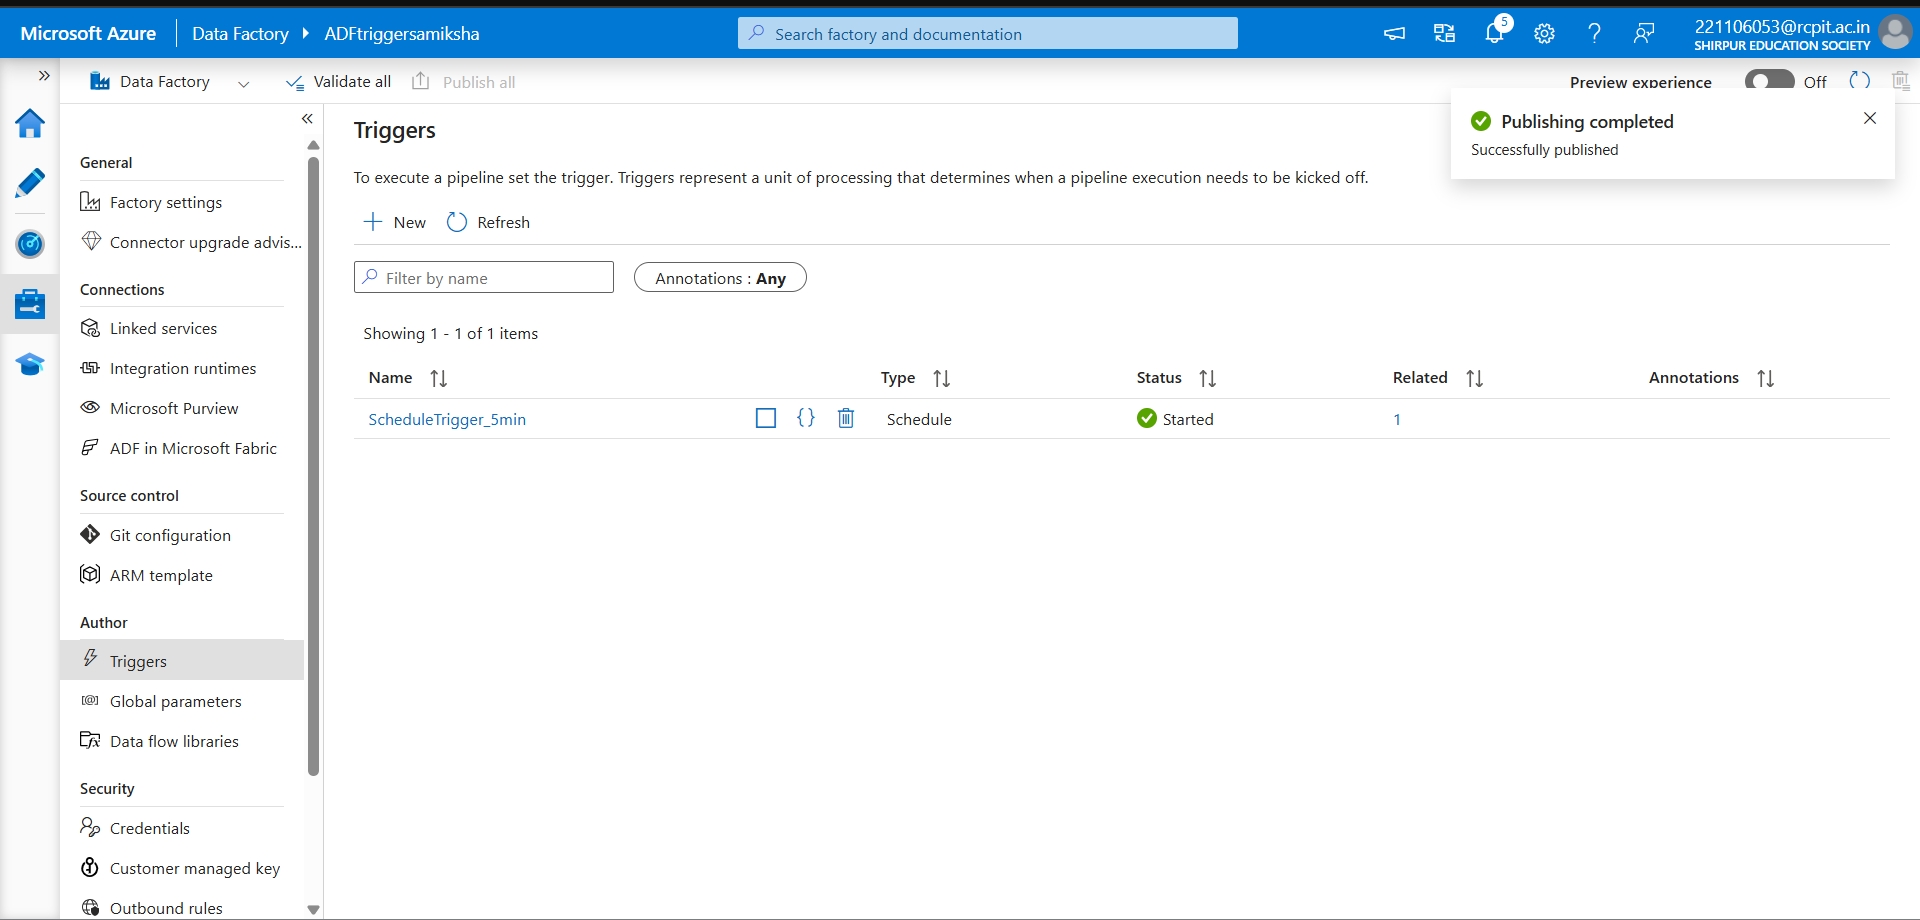 Microsoft Azure
Data Factory
ADFtriggersamiksha
Search factory and documentation
5
221106053@rcpit.ac.in
SHIRPUR EDUCATION SOCIETY
Data Factory
Validate all
Publish all
Preview experience
Off
Publishing completed
Successfully published
General
Factory settings
Connector upgrade advis...
Connections
Linked services
Integration runtimes
Microsoft Purview
ADF in Microsoft Fabric
Source control
Git configuration
ARM template
Author
Triggers
Global parameters
Data flow libraries
Security
Credentials
Customer managed key
Outbound rules
Triggers
To execute a pipeline set the trigger. Triggers represent a unit of processing that determines when a pipeline execution needs to be kicked off.
New
Refresh
Filter by name
Annotations : Any
Showing 1 - 1 of 1 items
Name Type Status Related Annotations
ScheduleTrigger_5min {} Schedule Started 1